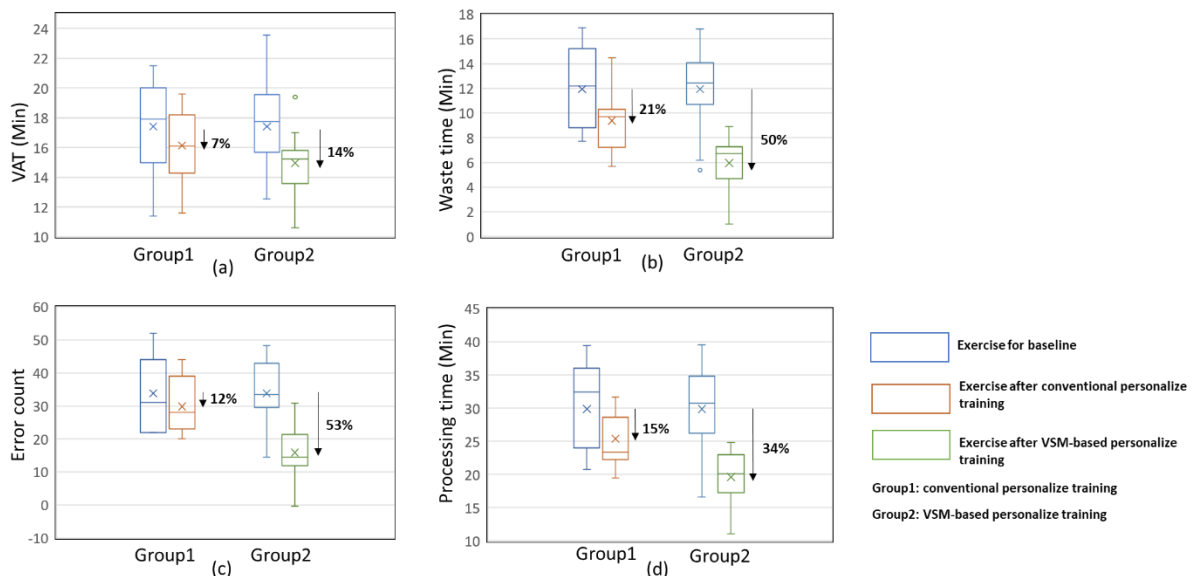 24
22
20
18
16
14
12
10
VAT (Min)
7%
14%
Group1
Group2
(a)
18
16
14
12
10
8
6
4
2
0
Waste time (Min)
21%
50%
Group1
Group2
(b)
60
50
40
30
20
10
0
-10
Error count
12%
53%
Group1
Group2
(c)
45
40
35
30
25
20
15
10
Processing time (Min)
15%
34%
Group1
Group2
(d)
Exercise for baseline
Exercise after conventional personalize
training
Exercise after VSM-based personalize
training
Group1: conventional personalize training
Group2: VSM-based personalize training